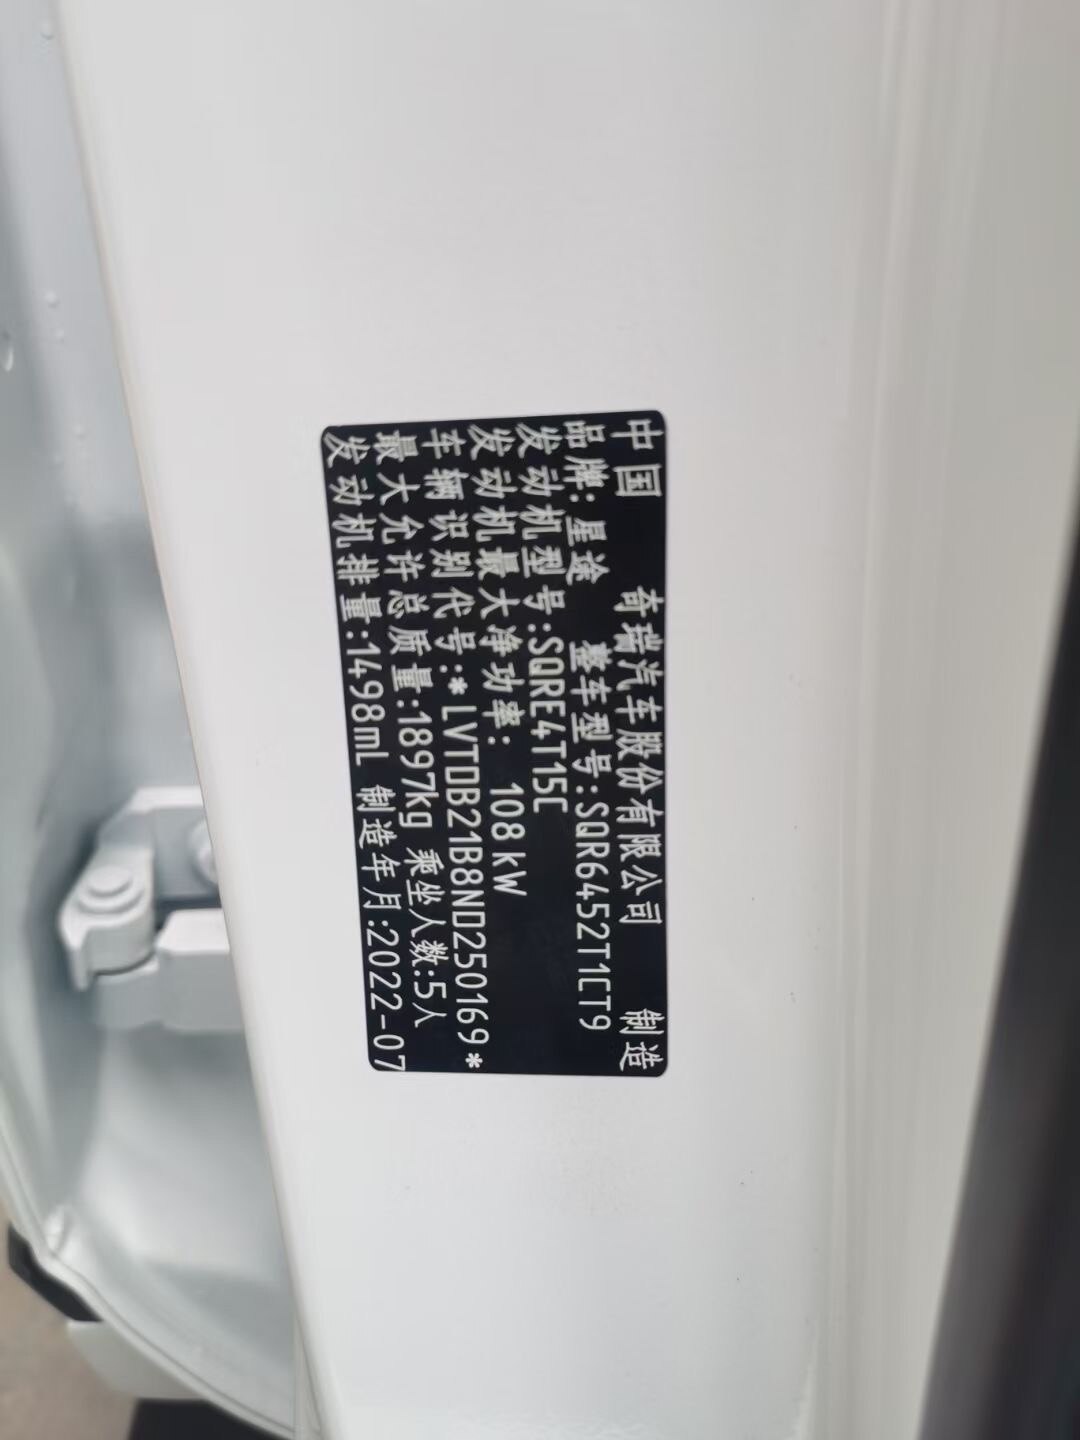 中国 奇瑞汽车股份有限公司 制造
品牌:星途 整车型号:SQR6452T1CT9
发动机型号:SQRE4T15C
发动机最大净功率: 108kW
车辆识别代号:*LVTDB21B8ND250169*
最大允许总质量:1897kg 乘坐人数:5人
发动机排量:1498mL 制造年月:2022-07